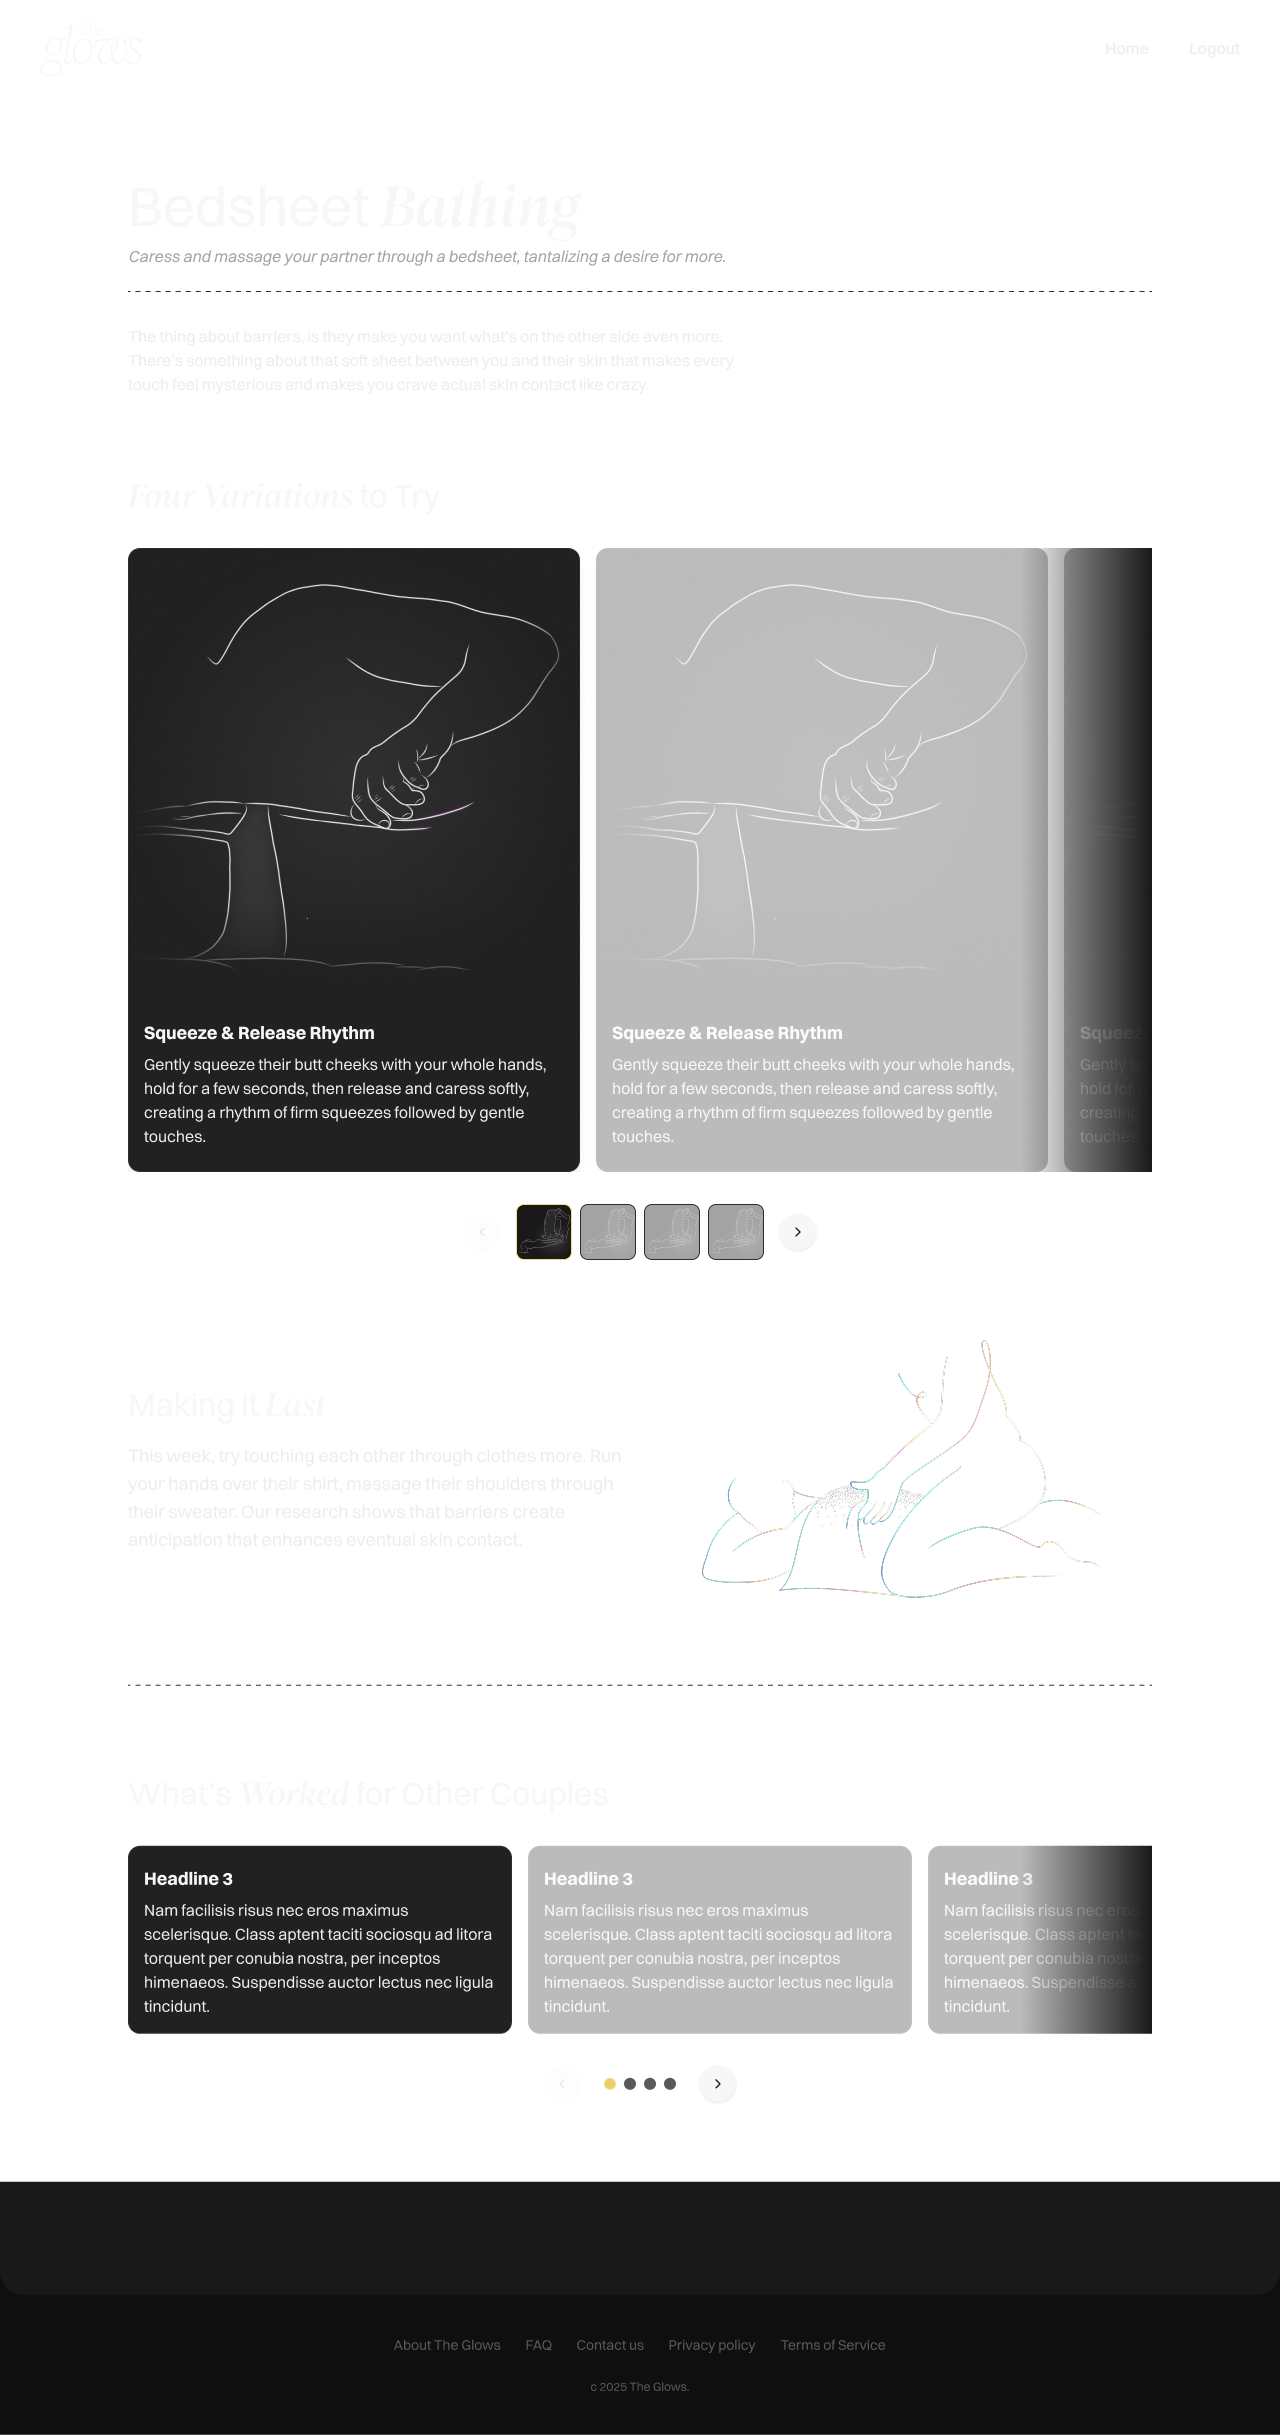 The
glows
Home
Logout
Bedsheet Bathing
Caress and massage your partner through a bedsheet, tantalizing a desire for more.
The thing about barriers, is they make you want what's on the other side even more.
There's something about that soft sheet between you and their skin that makes every
touch feel mysterious and makes you crave actual skin contact like crazy.
Four Variations to Try
Squeeze & Release Rhythm
Gently squeeze their butt cheeks with your whole hands,
hold for a few seconds, then release and caress softly,
creating a rhythm of firm squeezes followed by gentle
touches.
Squeeze & Release Rhythm
Gently squeeze their butt cheeks with your whole hands,
hold for a few seconds, then release and caress softly,
creating a rhythm of firm squeezes followed by gentle
touches.
Gently
hold for
creating
touches.
Making It Last
This week, try touching each other through clothes more. Run
your hands over their shirt, massage their shoulders through
their sweater. Our research shows that barriers create
anticipation that enhances eventual skin contact.
What's Worked for Other Couples
Headline 3
Nam facilisis risus nec eros maximus
scelerisque. Class aptent taciti sociosqu ad litora
torquent per conubia nostra, per inceptos
himenaeos. Suspendisse auctor lectus nec ligula
tincidunt.
Headline 3
Nam facilisis risus nec eros maximus
scelerisque. Class aptent taciti sociosqu ad litora
torquent per conubia nostra, per inceptos
himenaeos. Suspendisse auctor lectus nec ligula
tincidunt.
Headline 3
Nam facilisis risus nec eros
scelerisque. Class aptent
torquent per conubia nostra,
himenaeos. Suspendisse
tincidunt.
About The Glows
FAQ
Contact us
Privacy policy
Terms of Service
c 2025 The Glows.